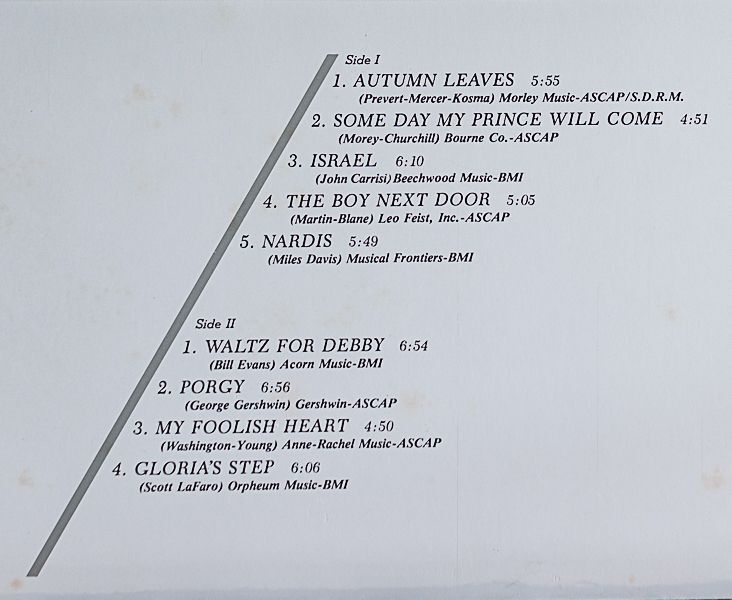 Side I
1. AUTUMN LEAVES 5:55
(Prevert-Mercer-Kosma) Morley Music-ASCAP/S.D.R.M.
2. SOME DAY MY PRINCE WILL COME 4:51
(Morey-Churchill) Bourne Co.-ASCAP
3. ISRAEL 6:10
(John Carrisi) Beechwood Music-BMI
4. THE BOY NEXT DOOR 5:05
(Martin-Blane) Leo Feist, Inc.-ASCAP
5. NARDIS 5:49
(Miles Davis) Musical Frontiers-BMI
Side II
1. WALTZ FOR DEBBY 6:54
(Bill Evans) Acorn Music-BMI
2. PORGY 6:56
(George Gershwin) Gershwin-ASCAP
3. MY FOOLISH HEART 4:50
(Washington-Young) Anne-Rachel Music-ASCAP
4. GLORIA'S STEP 6:06
(Scott LaFaro) Orpheum Music-BMI